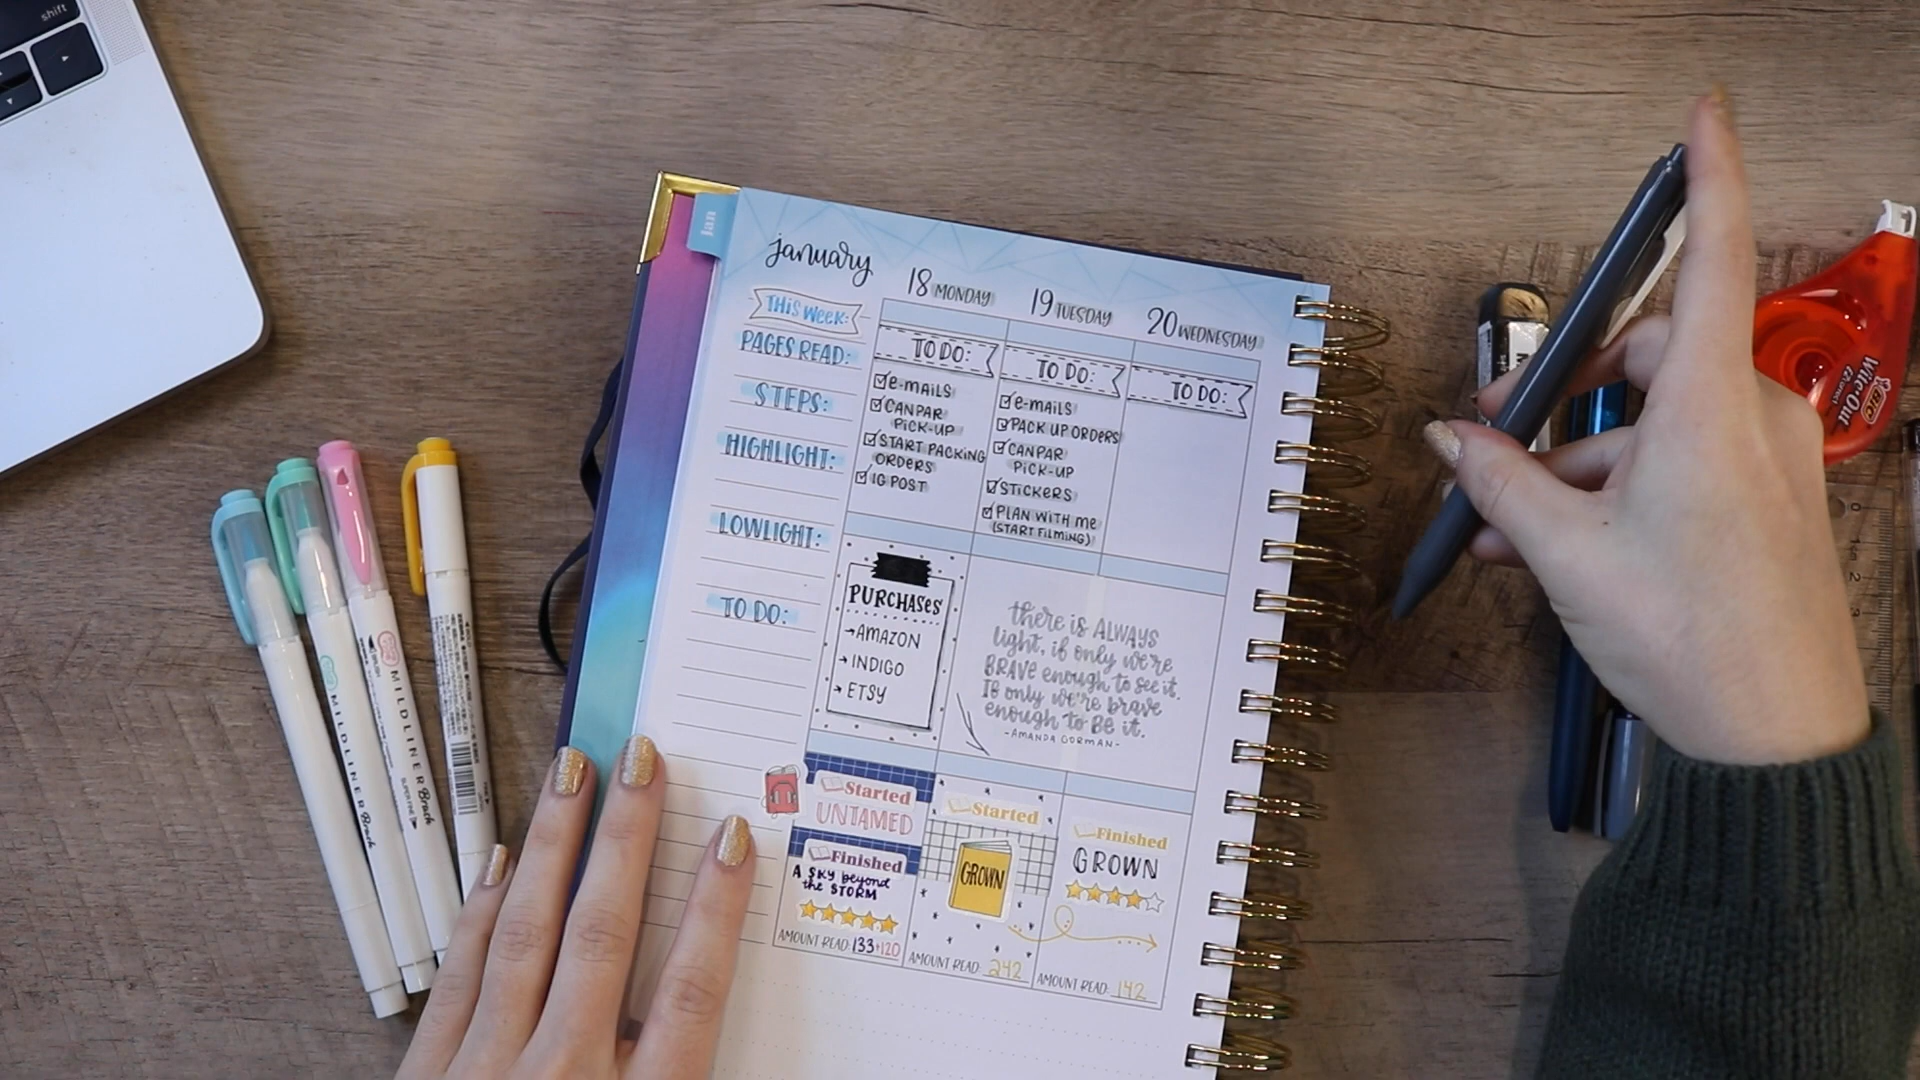 shift
Jan
january
18 MONDAY
19 TUESDAY
20 WEDNESDAY
THIS WEEK:
PAGES READ:
STEPS:
HIGHLIGHT:
LOWLIGHT:
TO DO:
TO DO:
e-MAILS
CANPAR
PICK-UP
START PACKING
ORDERS
IG POST
TO DO:
e-MAILS
PACK UP ORDERS
CANPAR
PICK-UP
STICKERS
PLAN WITH me
(START FILMING)
TO DO:
PURCHASES
→AMAZON
→INDIGO
→ETSY
there is ALWAYS
light, if only we're
BRAVE enough to see it.
If only we're brave
enough to BE it.
-AMANDA GORMAN-
Started
UNTAMED
Finished
A SKY beyond
the STORM
AMOUNT READ: 133+120
Started
GROWN
AMOUNT READ: 242
Finished
GROWN
AMOUNT READ: 142
MILDLINER Brush
MILDLINER Brush
SUPER FINE
BIC
Wite-Out